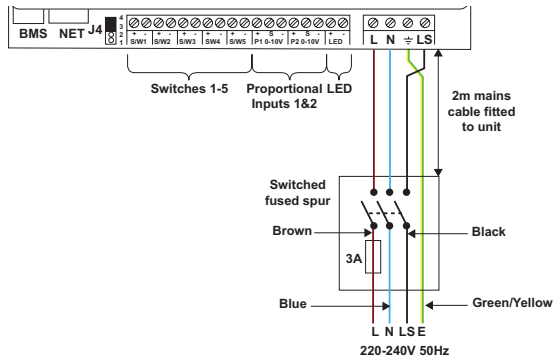 BMS NET J4
4
3
2
1
+ - + - + - + - + - + S - + S - + -
S/W1 S/W2 S/W3 SW4 S/W5 P1 0-10V P2 0-10V LED
L N LS
Switches 1-5
Proportional
Inputs 1&2
LED
2m mains
cable fitted
to unit
Switched
fused spur
Brown
Black
3A
Blue
Green/Yellow
L N LS E
220-240V 50Hz